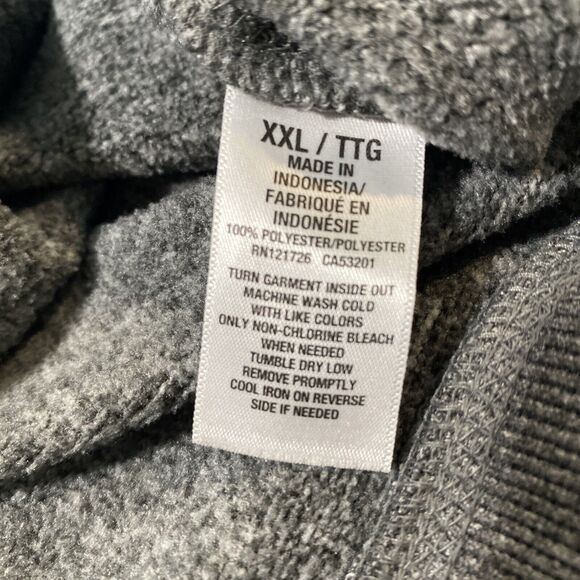 XXL / TTG
MADE IN
INDONESIA/
FABRIQUÉ EN
INDONÉSIE
100% POLYESTER/POLYESTER
RN121726 CA53201
TURN GARMENT INSIDE OUT
MACHINE WASH COLD
WITH LIKE COLORS
ONLY NON-CHLORINE BLEACH
WHEN NEEDED
TUMBLE DRY LOW
REMOVE PROMPTLY
COOL IRON ON REVERSE
SIDE IF NEEDED